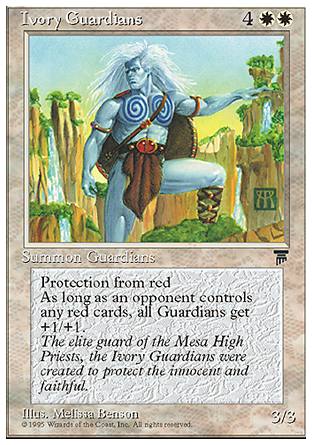 Ivory Guardians 4
Summon Guardians
Protection from red
As long as an opponent controls
any red cards, all Guardians get
+1/+1.
The elite guard of the Mesa High
Priests, the Ivory Guardians were
created to protect the innocent and
faithful.
Illus. Melissa Benson
3/3
© 1995 Wizards of the Coast, Inc. All rights reserved.